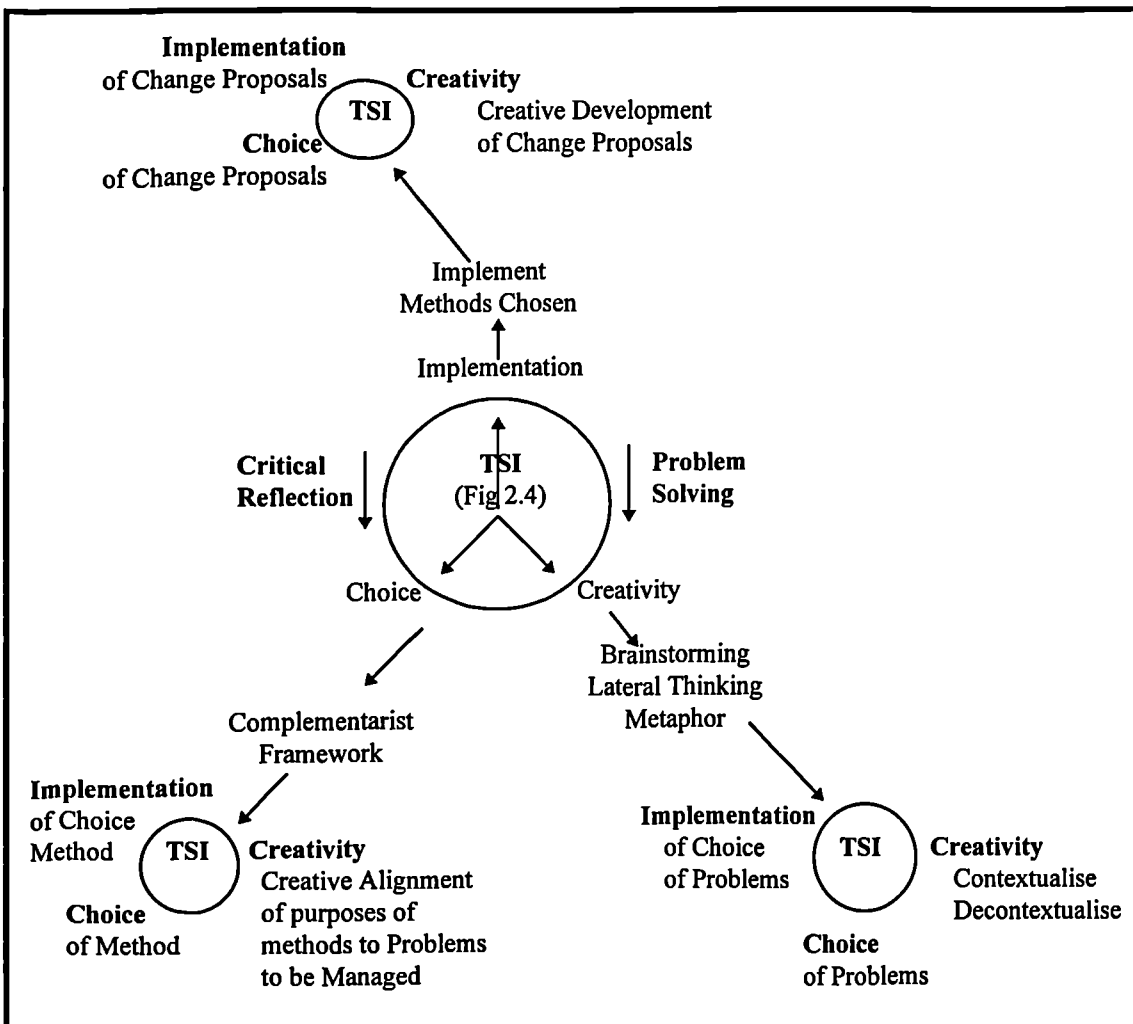 Implementation
of Change Proposals
Creativity
TSI
Creative Development
of Change Proposals
Choice
of Change Proposals
Implement
Methods Chosen
Implementation
Critical
Reflection
TSI
(Fig 2.4)
Problem
Solving
Choice
Creativity
Brainstorming
Lateral Thinking
Metaphor
Complementarist
Framework
Implementation
of Choice
Method
TSI
Creativity
Creative Alignment
of purposes of
methods to Problems
to be Managed
Choice
of Method
Implementation
of Choice
of Problems
TSI
Creativity
Contextualise
Decontextualise
Choice
of Problems